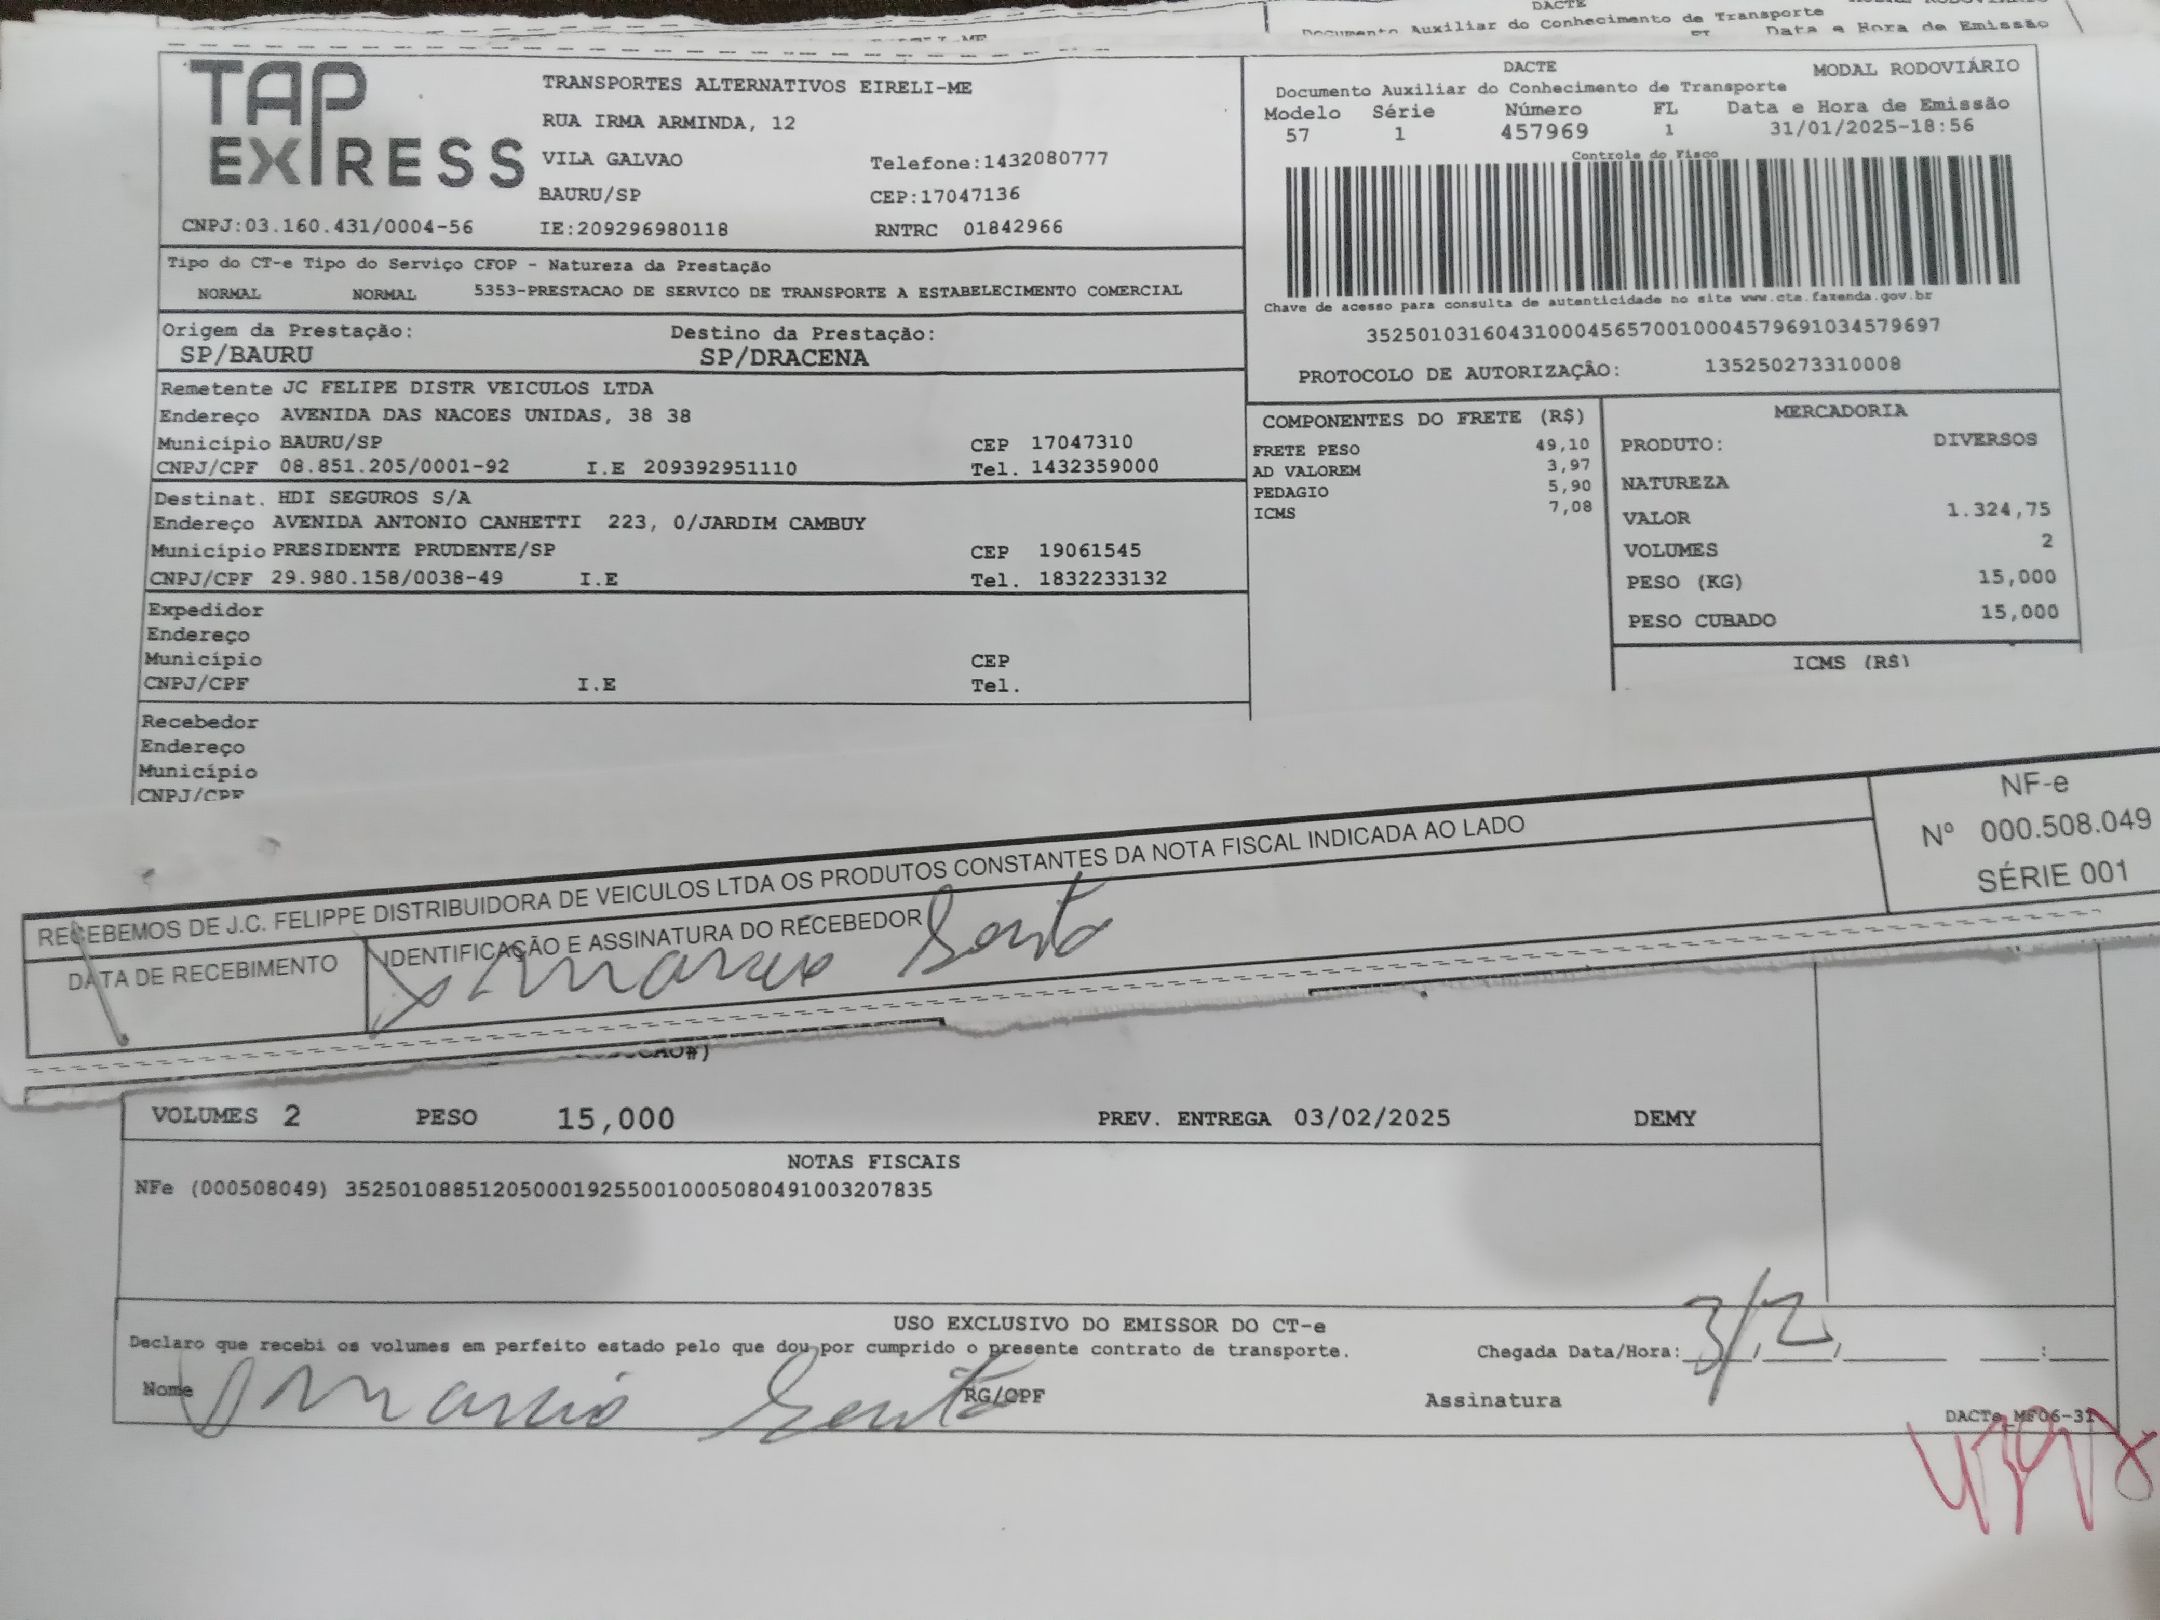 DACTE
Documento Auxiliar do Conhecimento de Transporte
Data e Hora de Emissão
TAP EXPRESS
TRANSPORTES ALTERNATIVOS EIRELI-ME
RUA IRMA ARMINDA, 12
VILA GALVAO Telefone:1432080777
BAURU/SP CEP:17047136
CNPJ:03.160.431/0004-56 IE:209296980118 RNTRC 01842966
DACTE MODAL RODOVIÁRIO
Documento Auxiliar do Conhecimento de Transporte
Modelo Série Número FL Data e Hora de Emissão
57 1 457969 1 31/01/2025-18:56
Controle do Fisco
Chave de acesso para consulta de autenticidade no site www.cte.fazenda.gov.br
35250103160431000456570010004579691034579697
PROTOCOLO DE AUTORIZAÇÃO: 135250273310008
Tipo do CT-e Tipo do Serviço CFOP - Natureza da Prestação
NORMAL NORMAL 5353-PRESTACAO DE SERVICO DE TRANSPORTE A ESTABELECIMENTO COMERCIAL
Origem da Prestação: Destino da Prestação:
SP/BAURU SP/DRACENA
Remetente JC FELIPE DISTR VEICULOS LTDA
Endereço AVENIDA DAS NACOES UNIDAS, 38 38
Município BAURU/SP CEP 17047310
CNPJ/CPF 08.851.205/0001-92 I.E 209392951110 Tel. 1432359000
Destinat. HDI SEGUROS S/A
Endereço AVENIDA ANTONIO CANHETTI 223, 0/JARDIM CAMBUY
Município PRESIDENTE PRUDENTE/SP CEP 19061545
CNPJ/CPF 29.980.158/0038-49 I.E Tel. 1832233132
Expedidor
Endereço
Município CEP
CNPJ/CPF I.E Tel.
Recebedor
Endereço
Município
CNPJ/CPF
COMPONENTES DO FRETE (R$)
FRETE PESO 49,10
AD VALOREM 3,97
PEDAGIO 5,90
ICMS 7,08
MERCADORIA
PRODUTO: DIVERSOS
NATUREZA
VALOR 1.324,75
VOLUMES 2
PESO (KG) 15,000
PESO CUBADO 15,000
ICMS (R$)
RECEBEMOS DE J.C. FELIPPE DISTRIBUIDORA DE VEICULOS LTDA OS PRODUTOS CONSTANTES DA NOTA FISCAL INDICADA AO LADO
DATA DE RECEBIMENTO IDENTIFICAÇÃO E ASSINATURA DO RECEBEDOR
NF-e
Nº 000.508.049
SÉRIE 001
VOLUMES 2 PESO 15,000 PREV. ENTREGA 03/02/2025 DEMY
NOTAS FISCAIS
NFe (000508049) 35250108851205000192550010005080491003207835
USO EXCLUSIVO DO EMISSOR DO CT-e
Declaro que recebi os volumes em perfeito estado pelo que dou por cumprido o presente contrato de transporte. Chegada Data/Hora: 3/2
Nome RG/CPF Assinatura
DACTe_MF06-31